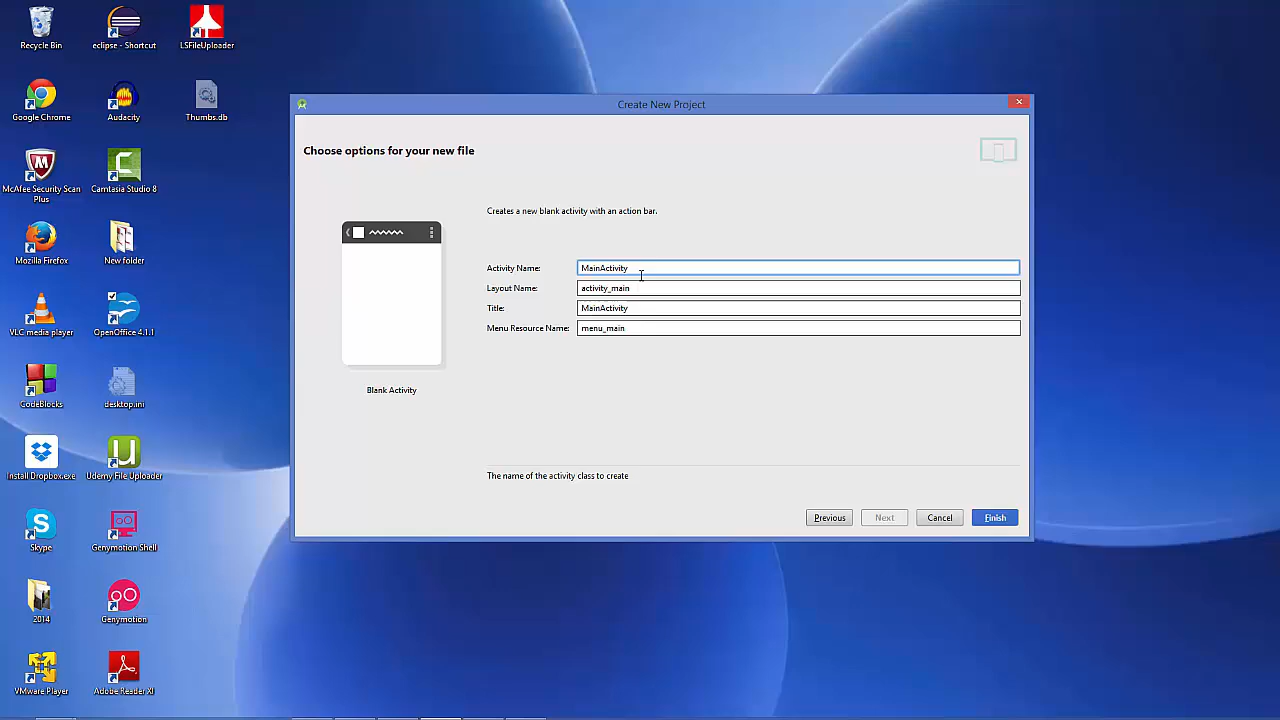 Recycle Bin
eclipse - Shortcut
LSFileUploader
Google Chrome
Audacity
Thumbs.db
McAfee Security Scan
Plus
Camtasia Studio 8
Mozilla Firefox
New folder
VLC media player
OpenOffice 4.1.1
CodeBlocks
desktop.ini
Install Dropbox.exe
Udemy File Uploader
Skype
Genymotion Shell
2014
Genymotion
VMware Player
Adobe Reader XI
Create New Project
Choose options for your new file
Creates a new blank activity with an action bar.
Activity Name: MainActivity
Layout Name: activity_main
Title: MainActivity
Menu Resource Name: menu_main
Blank Activity
The name of the activity class to create
Previous Next Cancel Finish